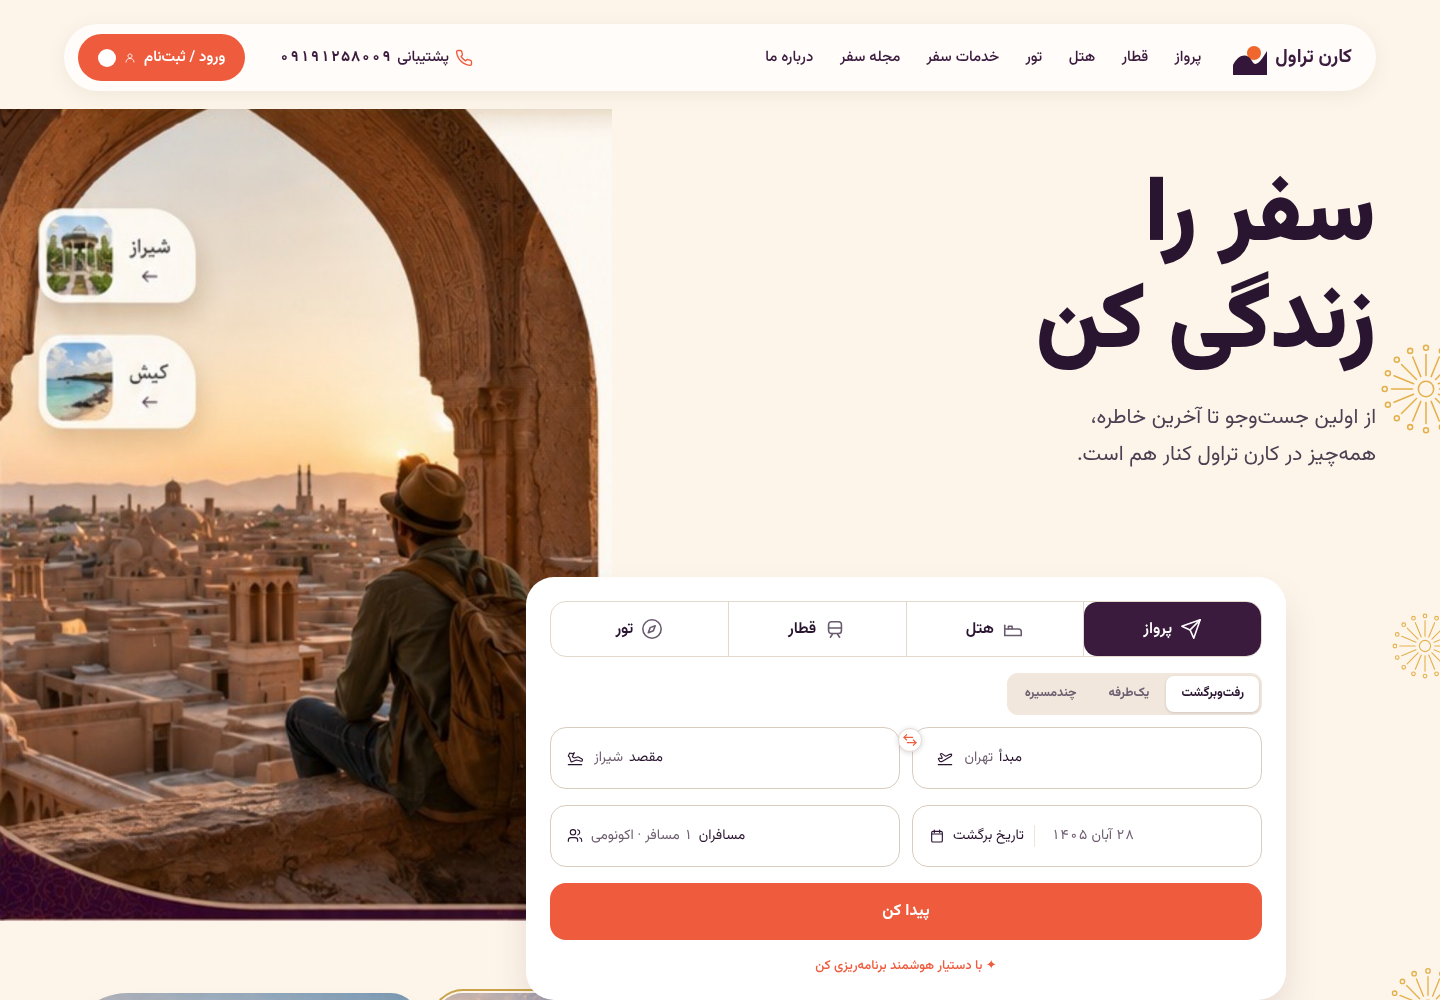 کارن تراول
پرواز
قطار
هتل
تور
خدمات سفر
مجله سفر
درباره ما
پشتیبانی ۰۹۱۹۱۲۵۸۰۰۹
ورود / ثبت‌نام
سفر را
زندگی کن
از اولین جست‌وجو تا آخرین خاطره،
همه‌چیز در کارن تراول کنار هم است.
شیراز
کیش
پرواز
هتل
قطار
تور
رفت‌وبرگشت
یک‌طرفه
چندمسیره
مبدأ تهران
مقصد شیراز
۲۸ آبان ۱۴۰۵
تاریخ برگشت
مسافران ۱ مسافر · اکونومی
پیدا کن
✦ با دستیار هوشمند برنامه‌ریزی کن